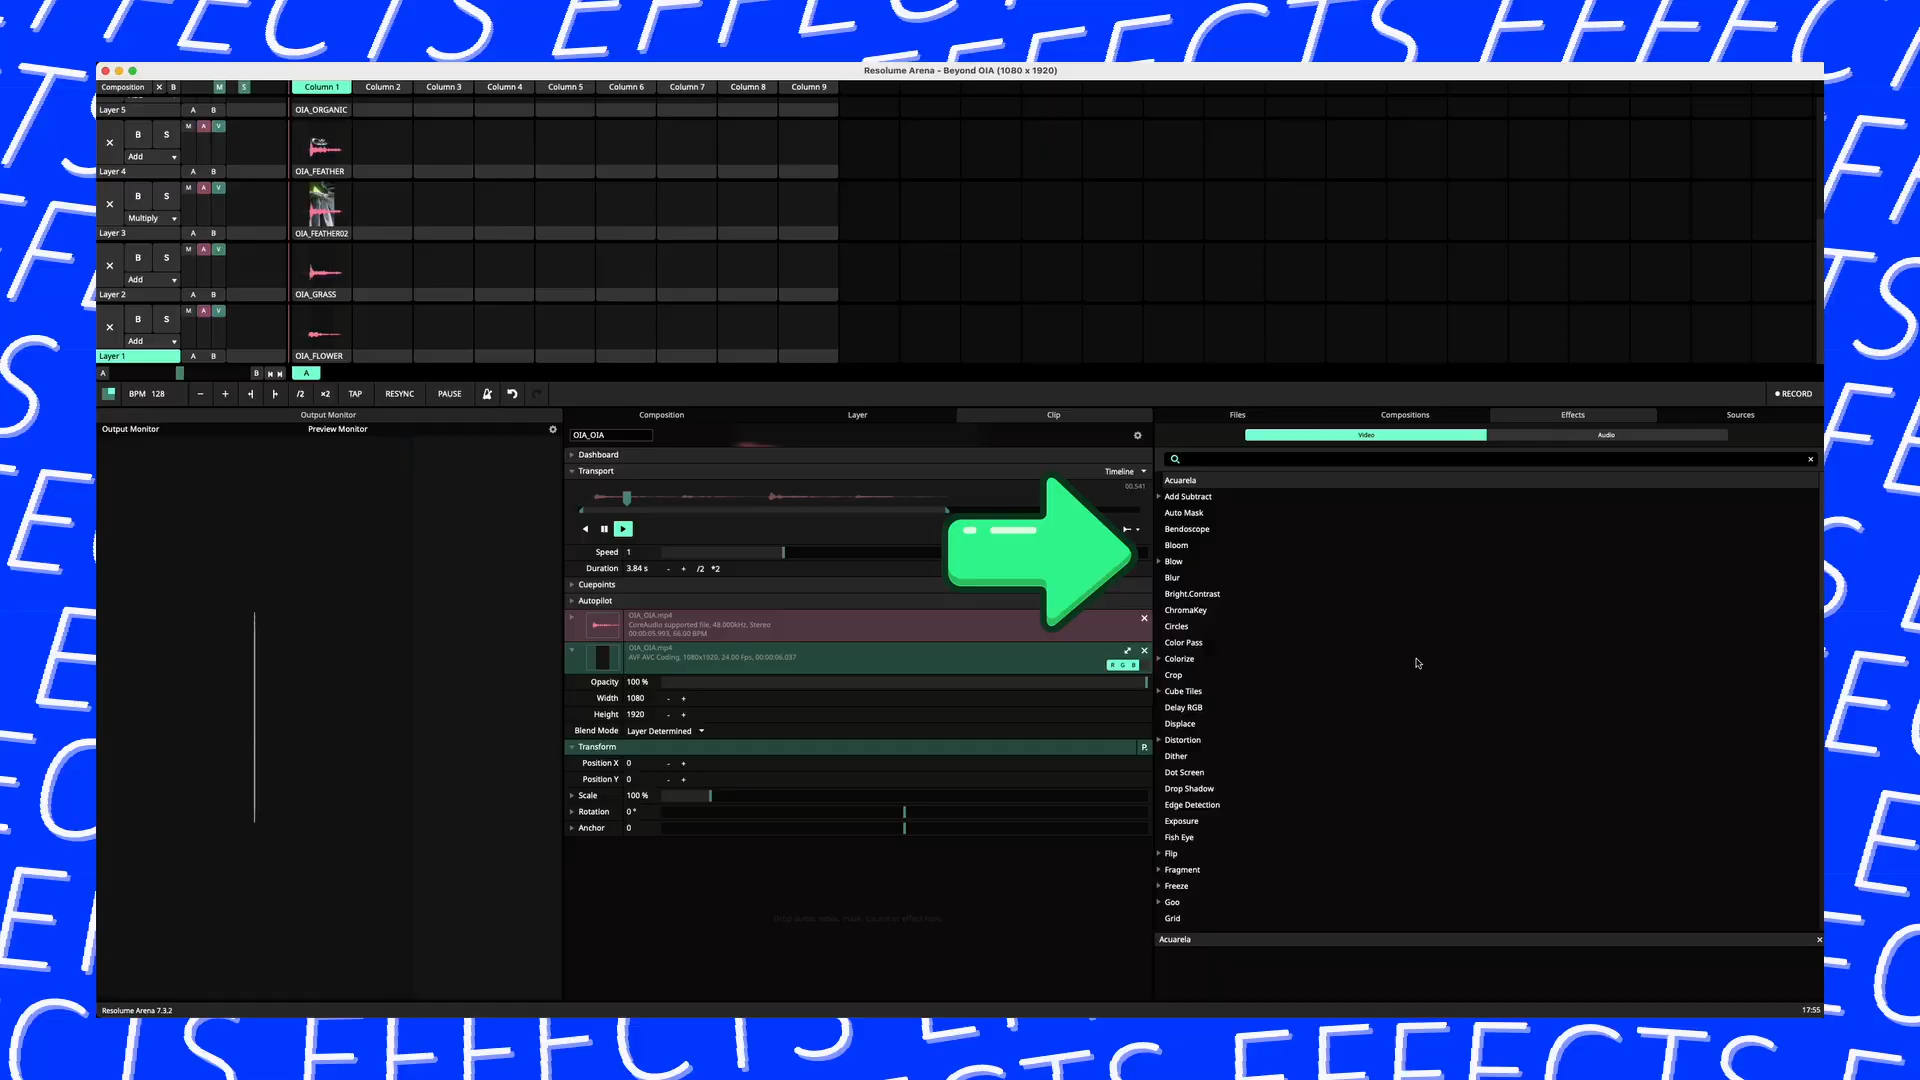 EFFECTS EFFECTS
EFFECTS
Resolume Arena - Beyond OIA (1080 x 1920)
Composition X B M S Column 1 Column 2 Column 3 Column 4 Column 5 Column 6 Column 7 Column 8 Column 9
Layer 5 A B OIA_ORGANIC
M A V
X B S
Add
Layer 4 A B OIA_FEATHER
M A V
X B S
Multiply
Layer 3 A B OIA_FEATHER02
M A V
X B S
Add
Layer 2 A B OIA_GRASS
M A V
X B S
Add
Layer 1 A B OIA_FLOWER
A B A
BPM 128 - + /2 ×2 TAP RESYNC PAUSE RECORD
Output Monitor Composition Layer Clip Files Compositions Effects Sources
Output Monitor Preview Monitor
OIA_OIA
Video Audio
Dashboard
Transport Timeline
00.541
Speed 1
Duration 3.84 s - + /2 *2
Cuepoints
Autopilot
OIA_OIA.mp4
CoreAudio supported file, 48.000kHz, Stereo
00:00:05.993, 66.00 BPM
OIA_OIA.mp4
AVF AVC Coding, 1080x1920, 24.00 Fps, 00:00:06.037
R G B
Opacity 100 %
Width 1080 - +
Height 1920 - +
Blend Mode Layer Determined
Transform P.
Position X 0 - +
Position Y 0 - +
Scale 100 %
Rotation 0 °
Anchor 0
Drop audio, video, mask, source or effect here.
Acuarela
Add Subtract
Auto Mask
Bendoscope
Bloom
Blow
Blur
Bright.Contrast
ChromaKey
Circles
Color Pass
Colorize
Crop
Cube Tiles
Delay RGB
Displace
Distortion
Dither
Dot Screen
Drop Shadow
Edge Detection
Exposure
Fish Eye
Flip
Fragment
Freeze
Goo
Grid
Acuarela
Resolume Arena 7.3.2 17:55